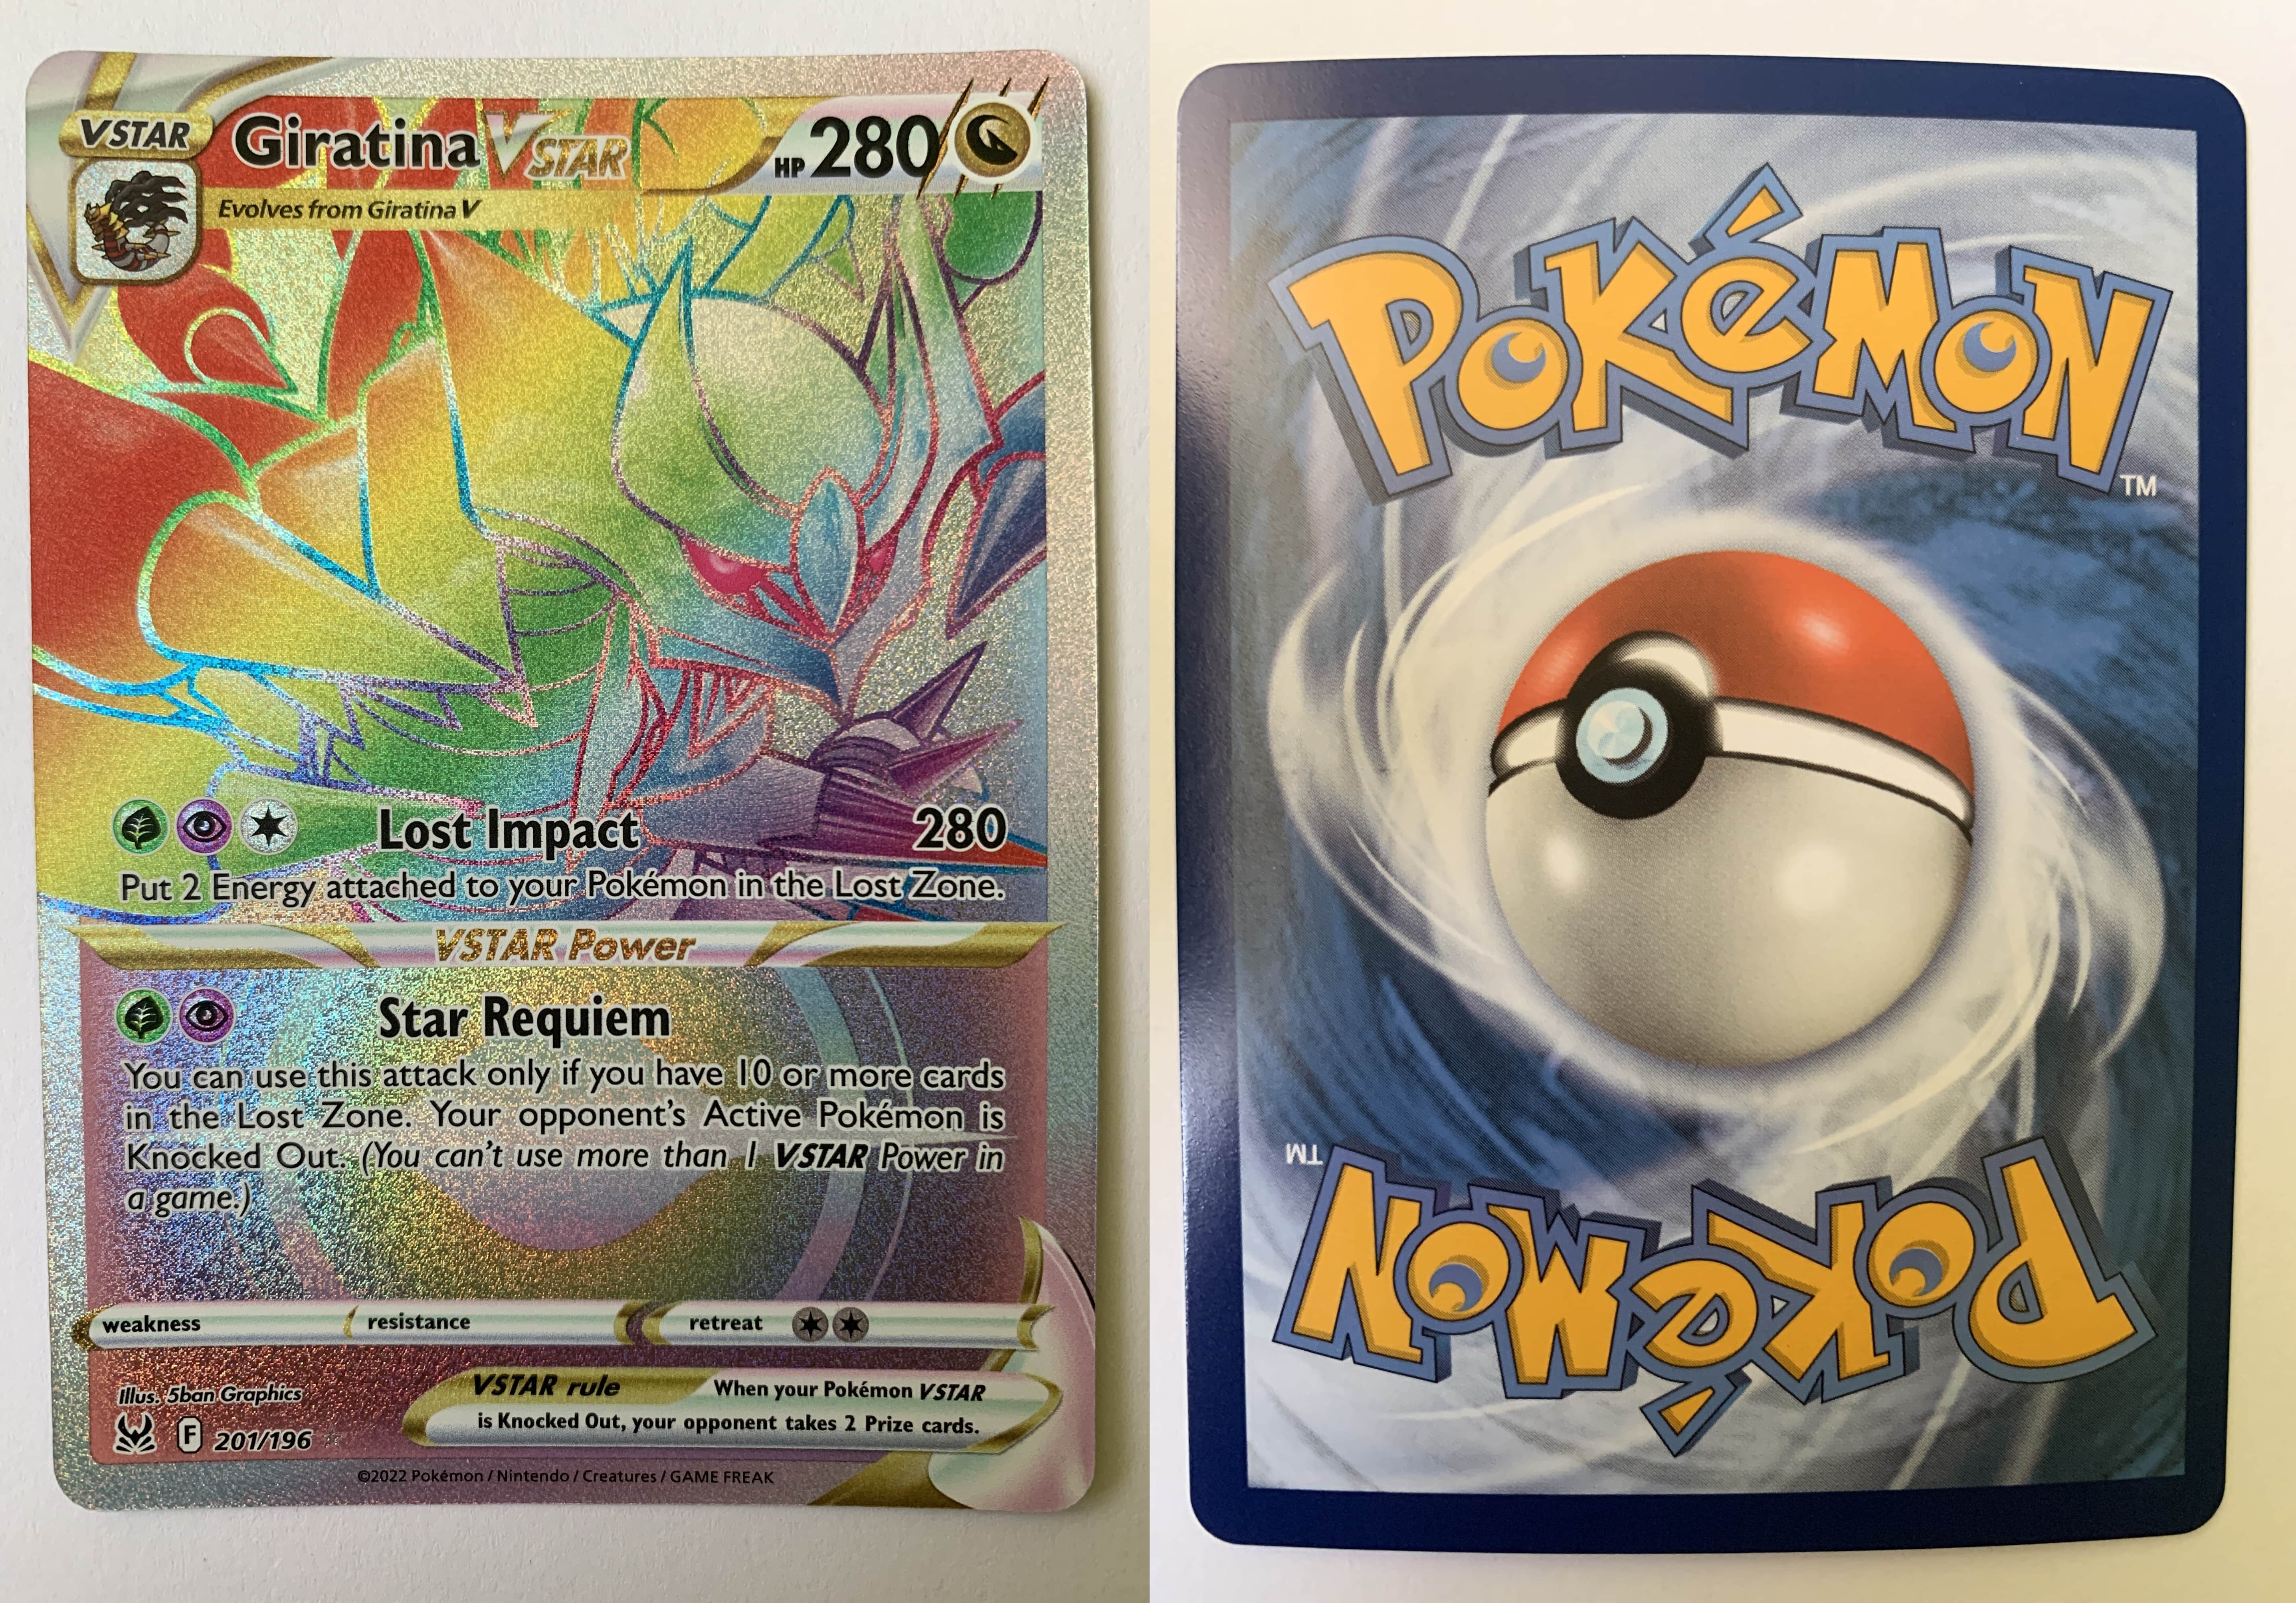 VSTAR
Giratina VSTAR
HP 280
Evolves from Giratina V
Lost Impact 280
Put 2 Energy attached to your Pokémon in the Lost Zone.
VSTAR Power
Star Requiem
You can use this attack only if you have 10 or more cards
in the Lost Zone. Your opponent's Active Pokémon is
Knocked Out. (You can't use more than 1 VSTAR Power in
a game.)
weakness resistance retreat
Illus. 5ban Graphics
F 201/196
VSTAR rule When your Pokémon VSTAR
is Knocked Out, your opponent takes 2 Prize cards.
©2022 Pokémon / Nintendo / Creatures / GAME FREAK
POKéMON
TM
TM
POKéMON